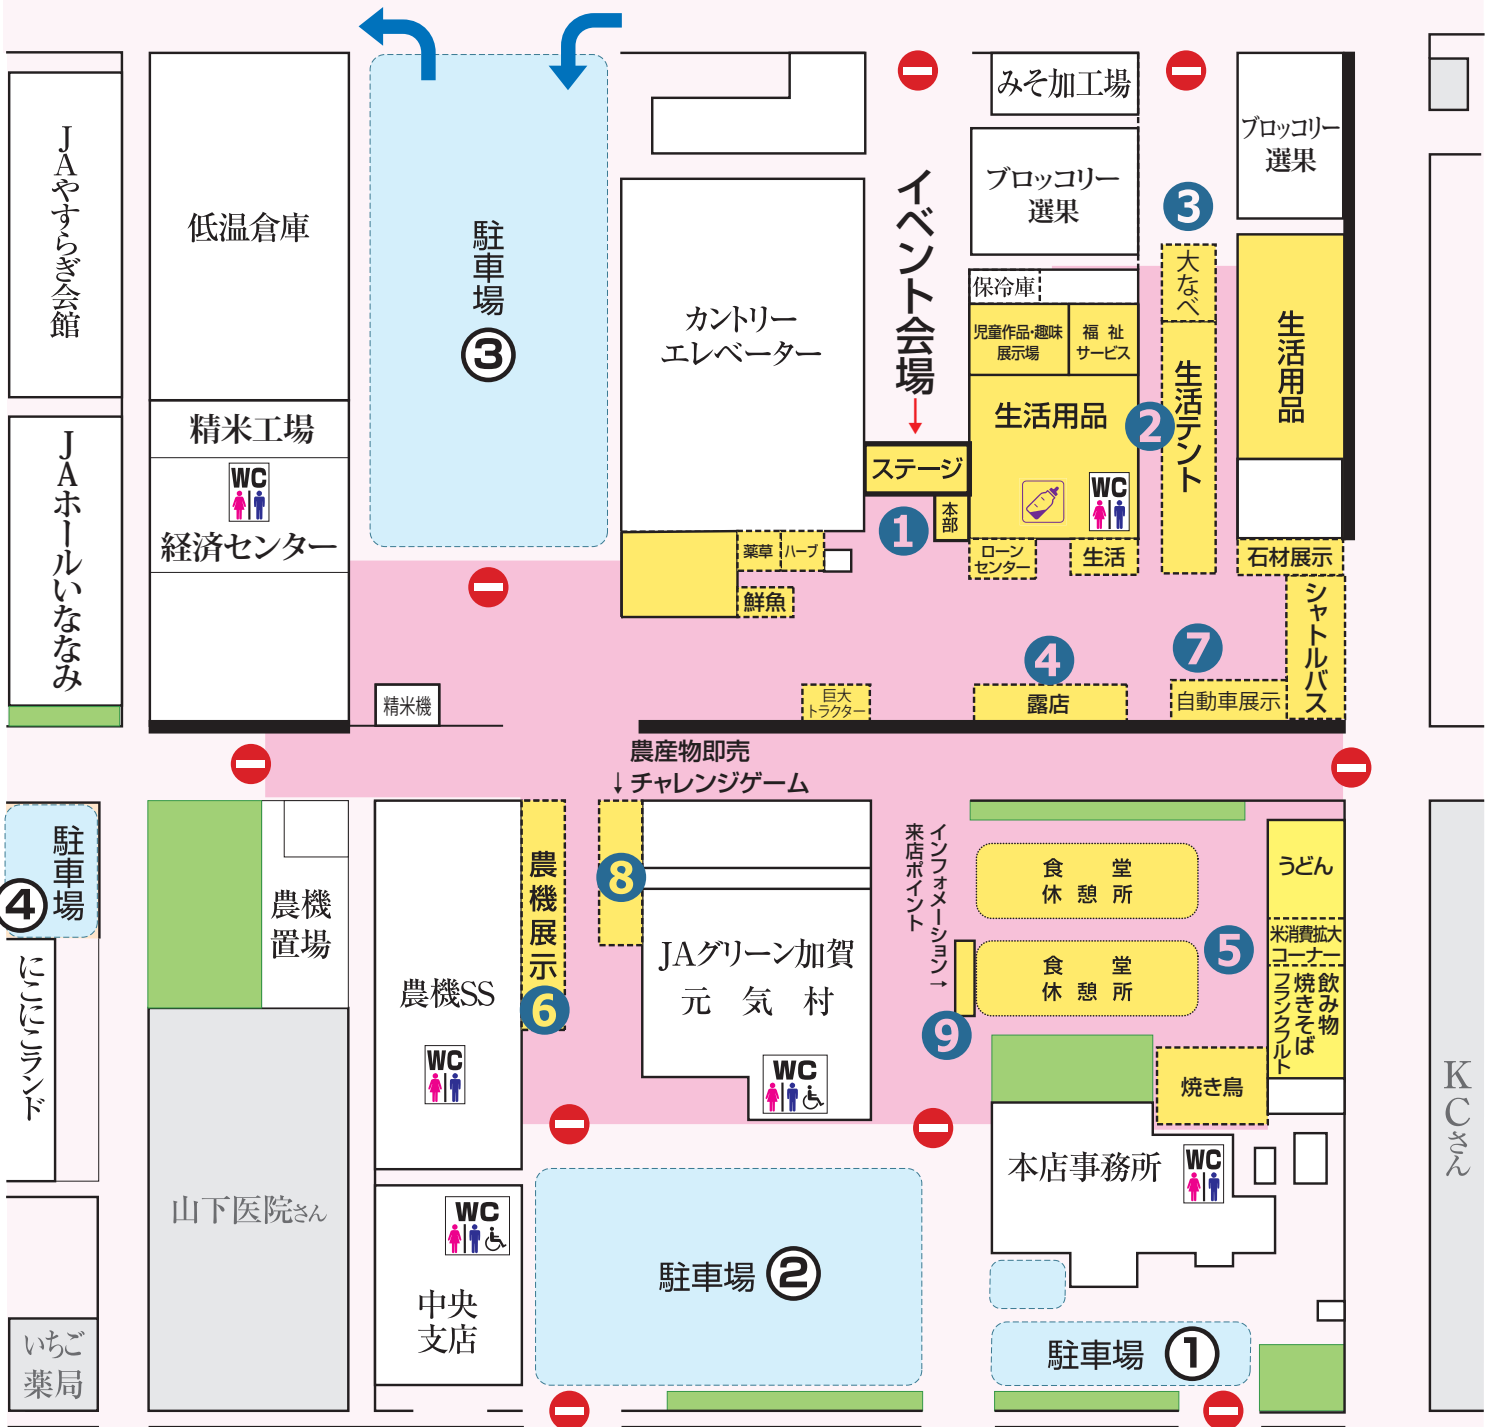 みそ加工場
ブロッコリー
選果
ブロッコリー
選果
JAやすらぎ会館
低温倉庫
駐車場
③
イベント会場
カントリー
エレベーター
3
大なべ
保冷庫
児童作品・趣味
展示場
福祉
サービス
生活用品
生活用品
2
生活テント
精米工場
WC
経済センター
JAホールいななみ
ステージ
本部
1
WC
薬草
ハーブ
鮮魚
ローン
センター
生活
石材展示
シャトルバス
精米機
巨大
トラクター
4
露店
7
自動車展示
農産物即売
↓チャレンジゲーム
駐車場
④
にこにこランド
農機
置場
農機SS
WC
農機展示
6
8
JAグリーン加賀
元気村
WC
インフォメーション→
来店ポイント
食堂
休憩所
食堂
休憩所
5
9
うどん
米消費拡大
コーナー
飲み物
焼きそば
フランクフルト
焼き鳥
KCさん
本店事務所
WC
山下医院さん
WC
中央
支店
駐車場
②
駐車場
①
いちご
薬局